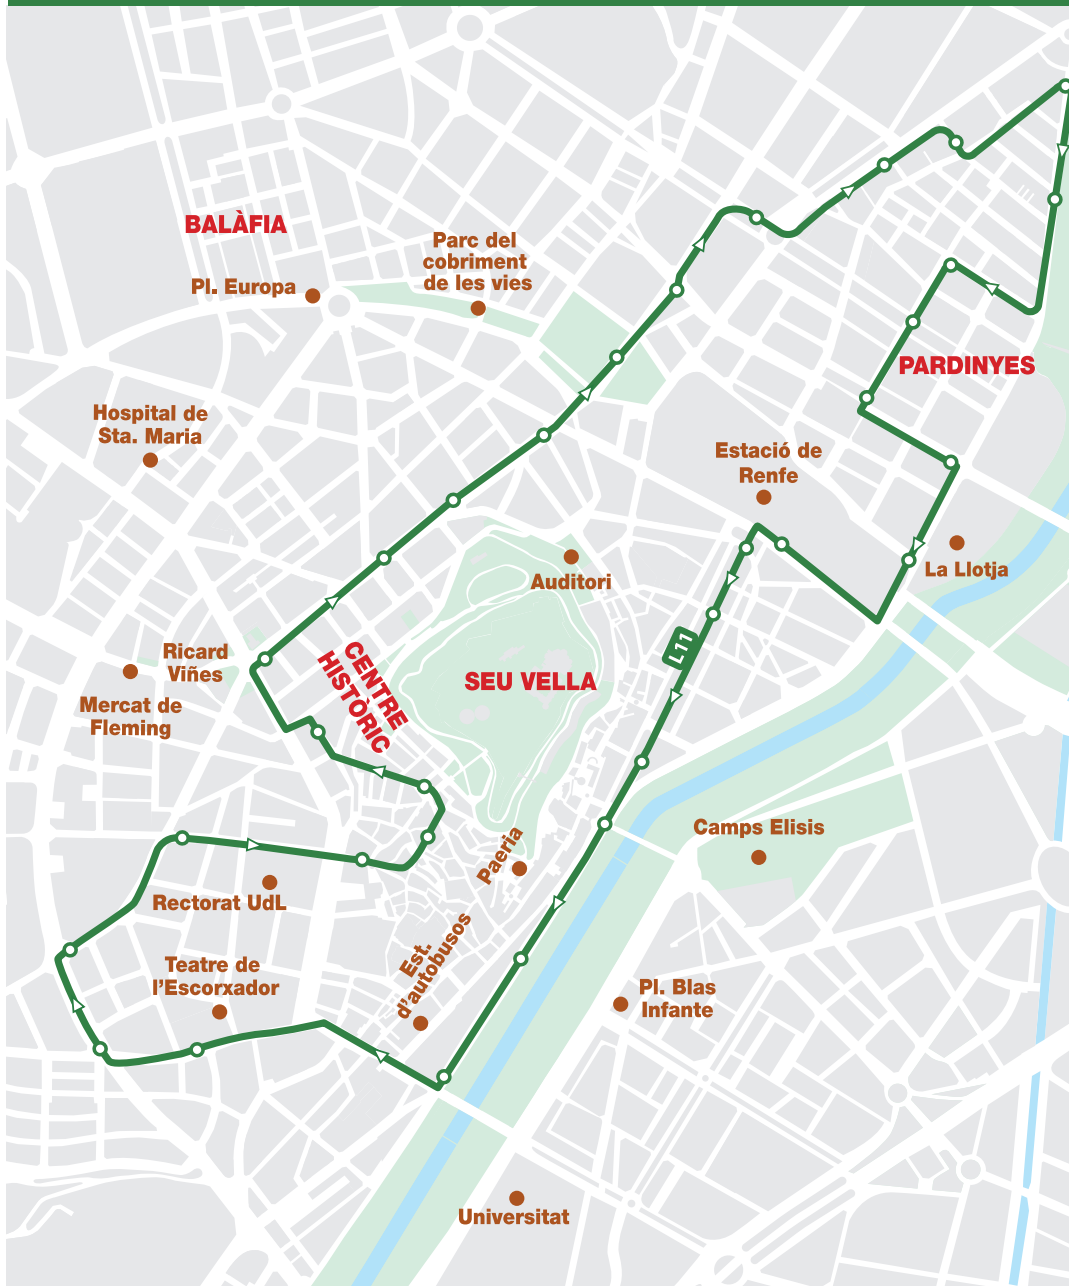 BALÀFIA
Parc del
cobriment
de les vies
Pl. Europa
PARDINYES
Hospital de
Sta. Maria
Estació de
Renfe
Auditori
La Llotja
L11
Ricard
Viñes
CENTRE
HISTÒRIC
SEU VELLA
Mercat de
Fleming
Camps Elisis
Paeria
Rectorat UdL
Est.
d'autobusos
Teatre de
l'Escorxador
Pl. Blas
Infante
Universitat